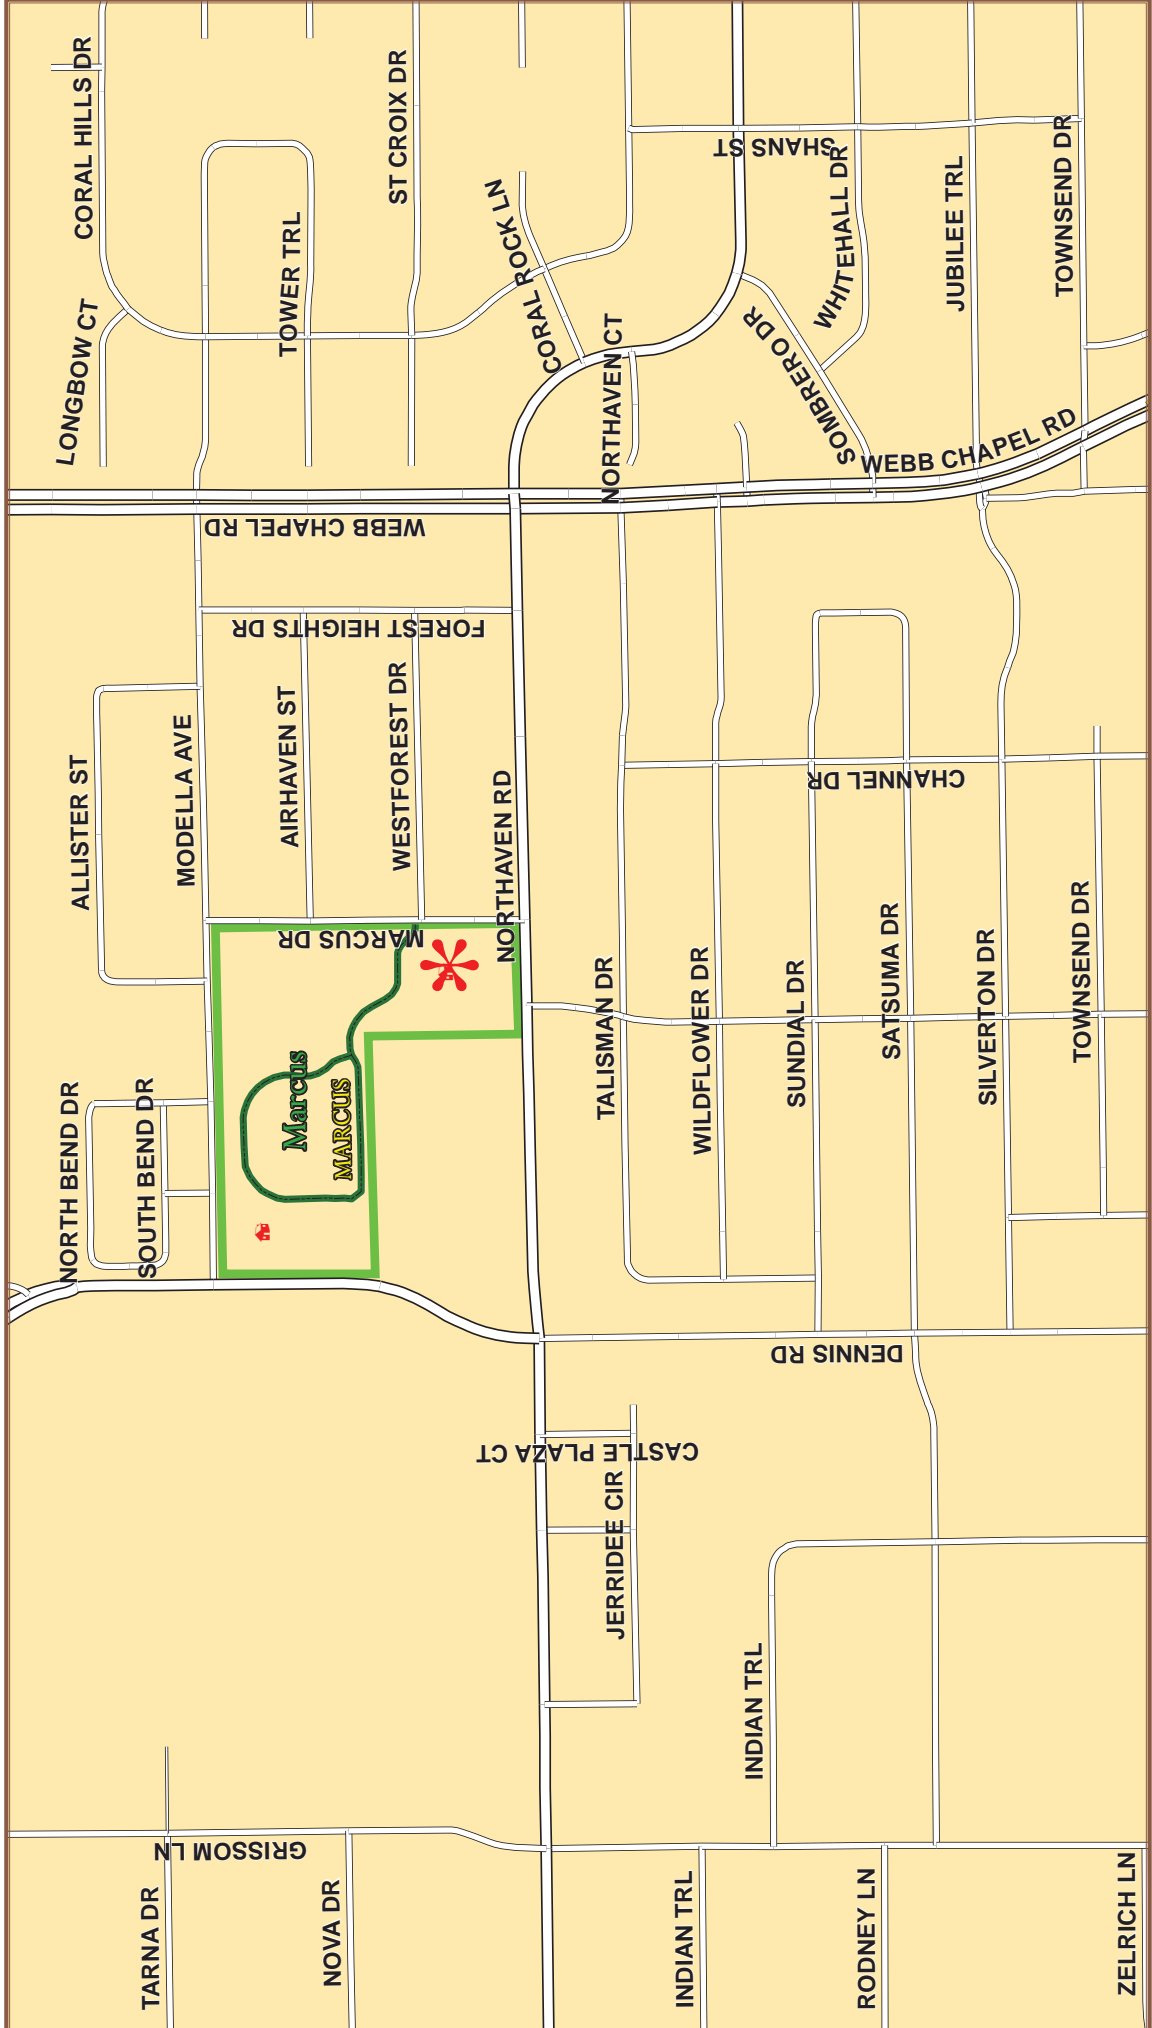 CORAL HILLS DR
ST CROIX DR
SHANS ST
TOWNSEND DR
WHITEHALL DR
JUBILEE TRL
CORAL ROCK LN
TOWER TRL
LONGBOW CT
NORTHAVEN CT
SOMBRERO DR
WEBB CHAPEL RD
WEBB CHAPEL RD
FOREST HEIGHTS DR
ALLISTER ST
MODELLA AVE
AIRHAVEN ST
WESTFOREST DR
NORTHAVEN RD
CHANNEL DR
MARCUS DR
TALISMAN DR
WILDFLOWER DR
SUNDIAL DR
SATSUMA DR
SILVERTON DR
TOWNSEND DR
Marcus
MARCUS
NORTH BEND DR
SOUTH BEND DR
DENNIS RD
CASTLE PLAZA CT
JERRIDEE CIR
INDIAN TRL
GRISSOM LN
TARNA DR
NOVA DR
INDIAN TRL
RODNEY LN
ZELRICH LN